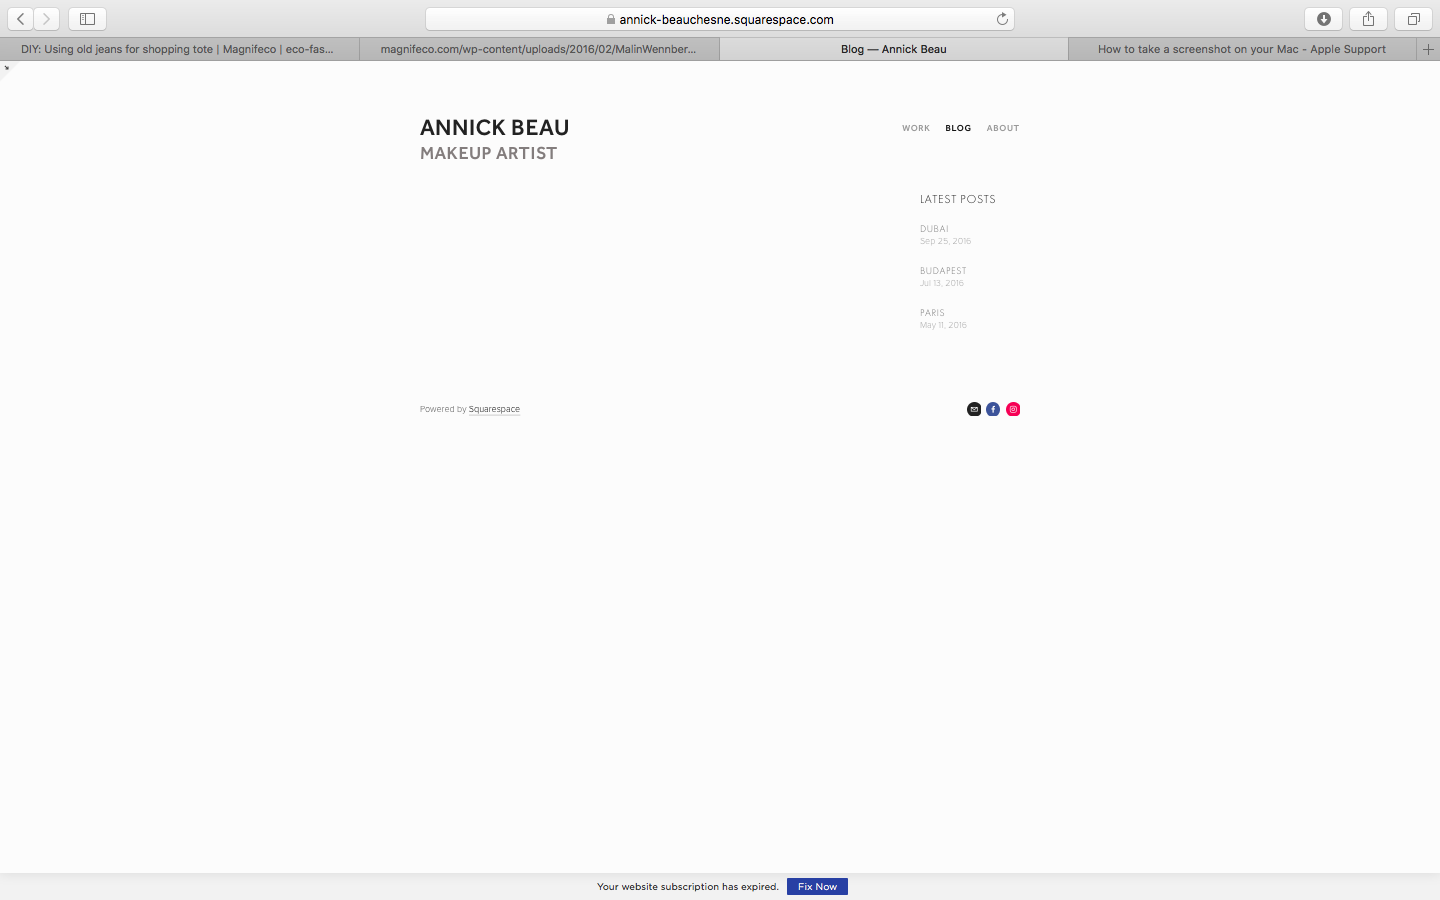 annick-beauchesne.squarespace.com
DIY: Using old jeans for shopping tote | Magnifeco | eco-fas...
magnifeco.com/wp-content/uploads/2016/02/MalinWennber...
Blog — Annick Beau
How to take a screenshot on your Mac - Apple Support
ANNICK BEAU
MAKEUP ARTIST
WORK BLOG ABOUT
LATEST POSTS
DUBAI
Sep 25, 2016
BUDAPEST
Jul 13, 2016
PARIS
May 11, 2016
Powered by Squarespace
Your website subscription has expired. Fix Now